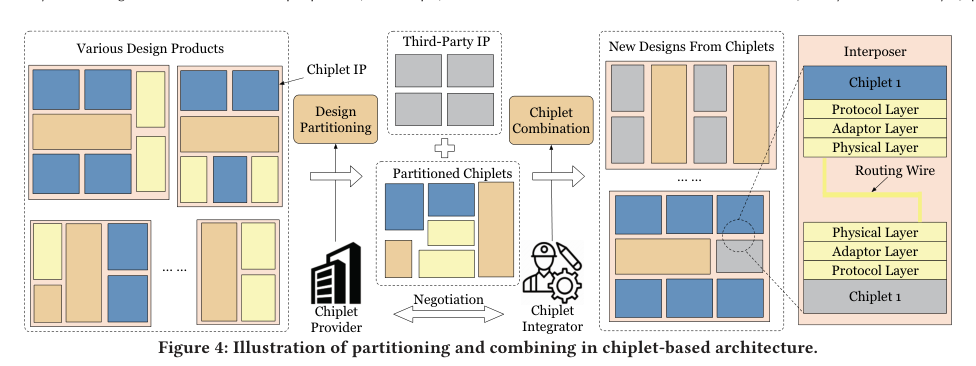 Various Design Products
Chiplet IP
Design
Partitioning
Third-Party IP
Partitioned Chiplets
Chiplet
Combination
New Designs From Chiplets
Interposer
Chiplet 1
Protocol Layer
Adaptor Layer
Physical Layer
Routing Wire
Physical Layer
Adaptor Layer
Protocol Layer
Chiplet 1
... ...
... ...
Chiplet
Provider
Negotiation
Chiplet
Integrator
Figure 4: Illustration of partitioning and combining in chiplet-based architecture.